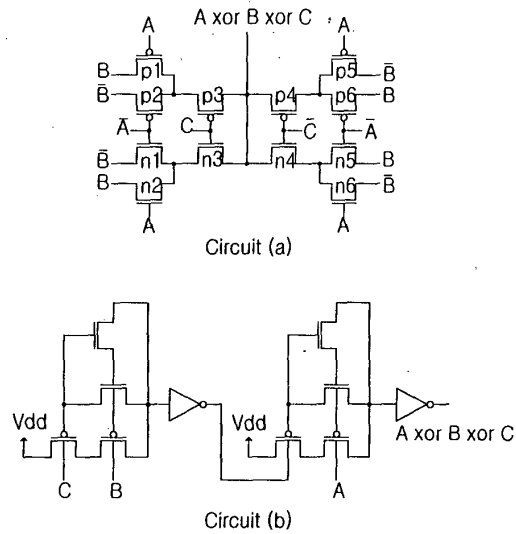 A xor B xor C
A A
B p1 p5 B̅
B̅ p2 p3 p4 p6 B
A̅ C C̅ A̅
B̅ n1 n3 n4 n5 B
B n2 n6 B̅
A A
Circuit (a)
Vdd Vdd
A xor B xor C
C B A
Circuit (b)